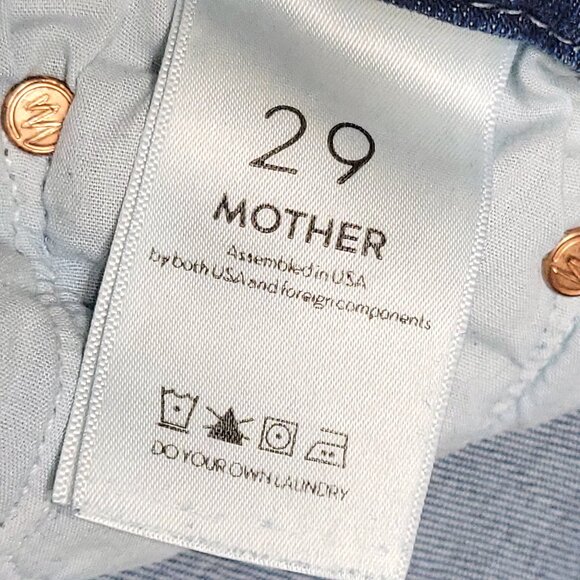 29
MOTHER
Assembled in USA
by both USA and foreign components
DO YOUR OWN LAUNDRY